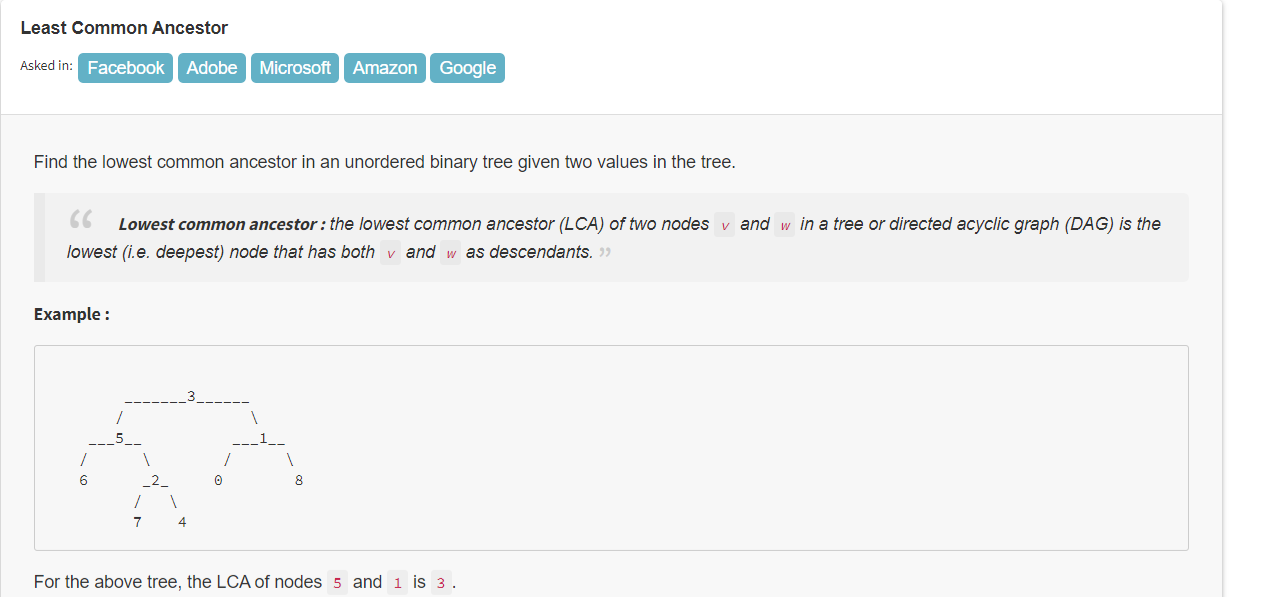 Least Common Ancestor
Asked in: Facebook Adobe Microsoft Amazon Google
Find the lowest common ancestor in an unordered binary tree given two values in the tree.
“ Lowest common ancestor : the lowest common ancestor (LCA) of two nodes v and w in a tree or directed acyclic graph (DAG) is the
lowest (i.e. deepest) node that has both v and w as descendants. ”
Example :
_______3______
/ \
___5__ ___1__
/ \ / \
6 _2_ 0 8
/ \
7 4
For the above tree, the LCA of nodes 5 and 1 is 3 .